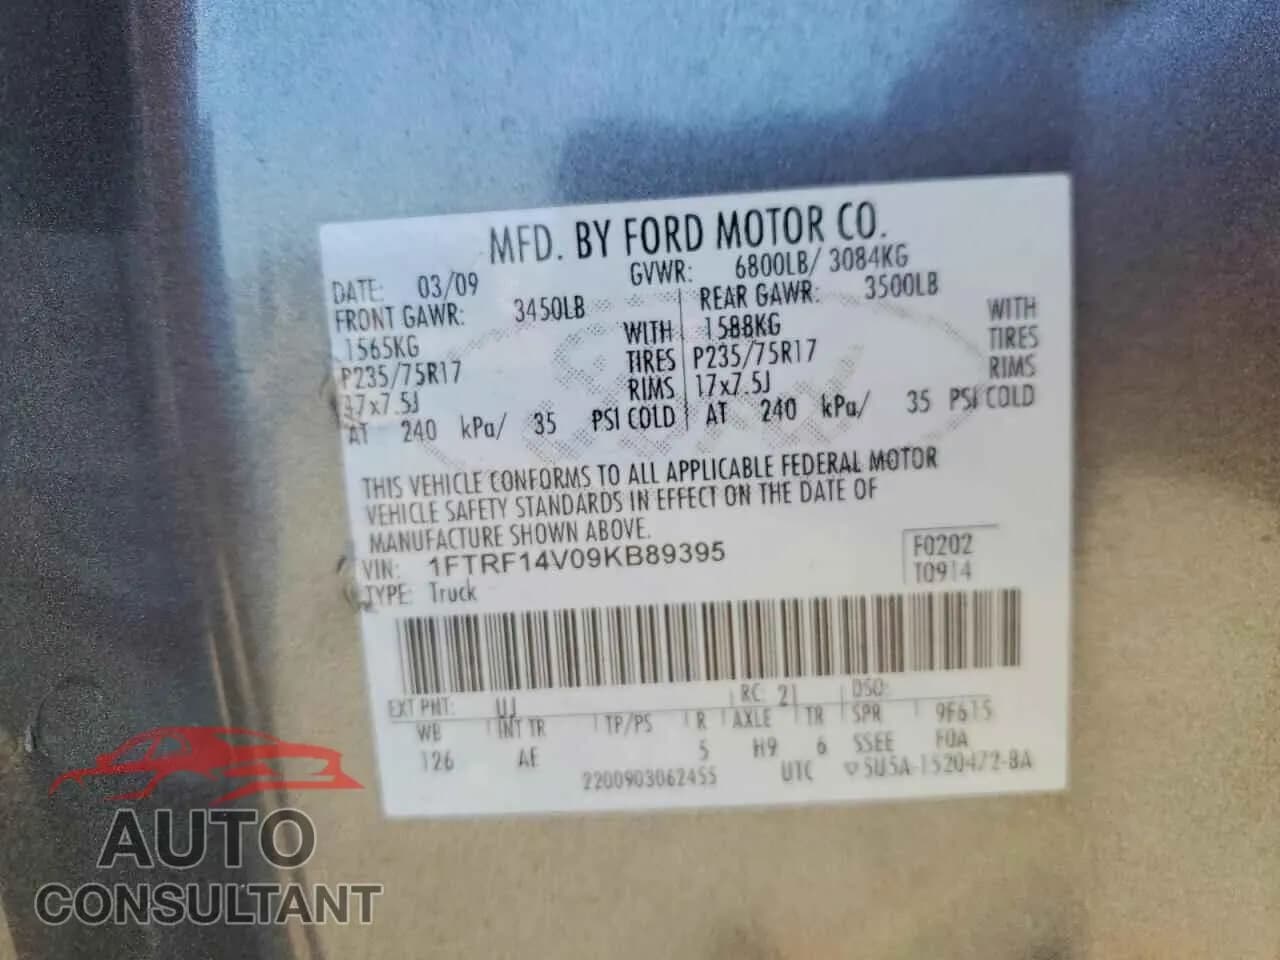 MFD. BY FORD MOTOR CO.
DATE: 03/09 GVWR: 6800LB/ 3084KG
FRONT GAWR: 3450LB REAR GAWR: 3500LB
1565KG WITH 1588KG WITH
P235/75R17 TIRES P235/75R17 TIRES
17x7.5J RIMS 17x7.5J RIMS
AT 240 kPa/ 35 PSI COLD AT 240 kPa/ 35 PSI COLD
THIS VEHICLE CONFORMS TO ALL APPLICABLE FEDERAL MOTOR
VEHICLE SAFETY STANDARDS IN EFFECT ON THE DATE OF
MANUFACTURE SHOWN ABOVE.
VIN: 1FTRF14V09KB89395 F0202
TYPE: Truck T0914
EXT PNT: UJ RC: 21 DSO:
WB INT TR TP/PS R AXLE TR SPR 9F615
126 AE 5 H9 6 SSEE F0A
2200903062455 UTC ▽5U5A-1520472-BA
AUTO
CONSULTANT